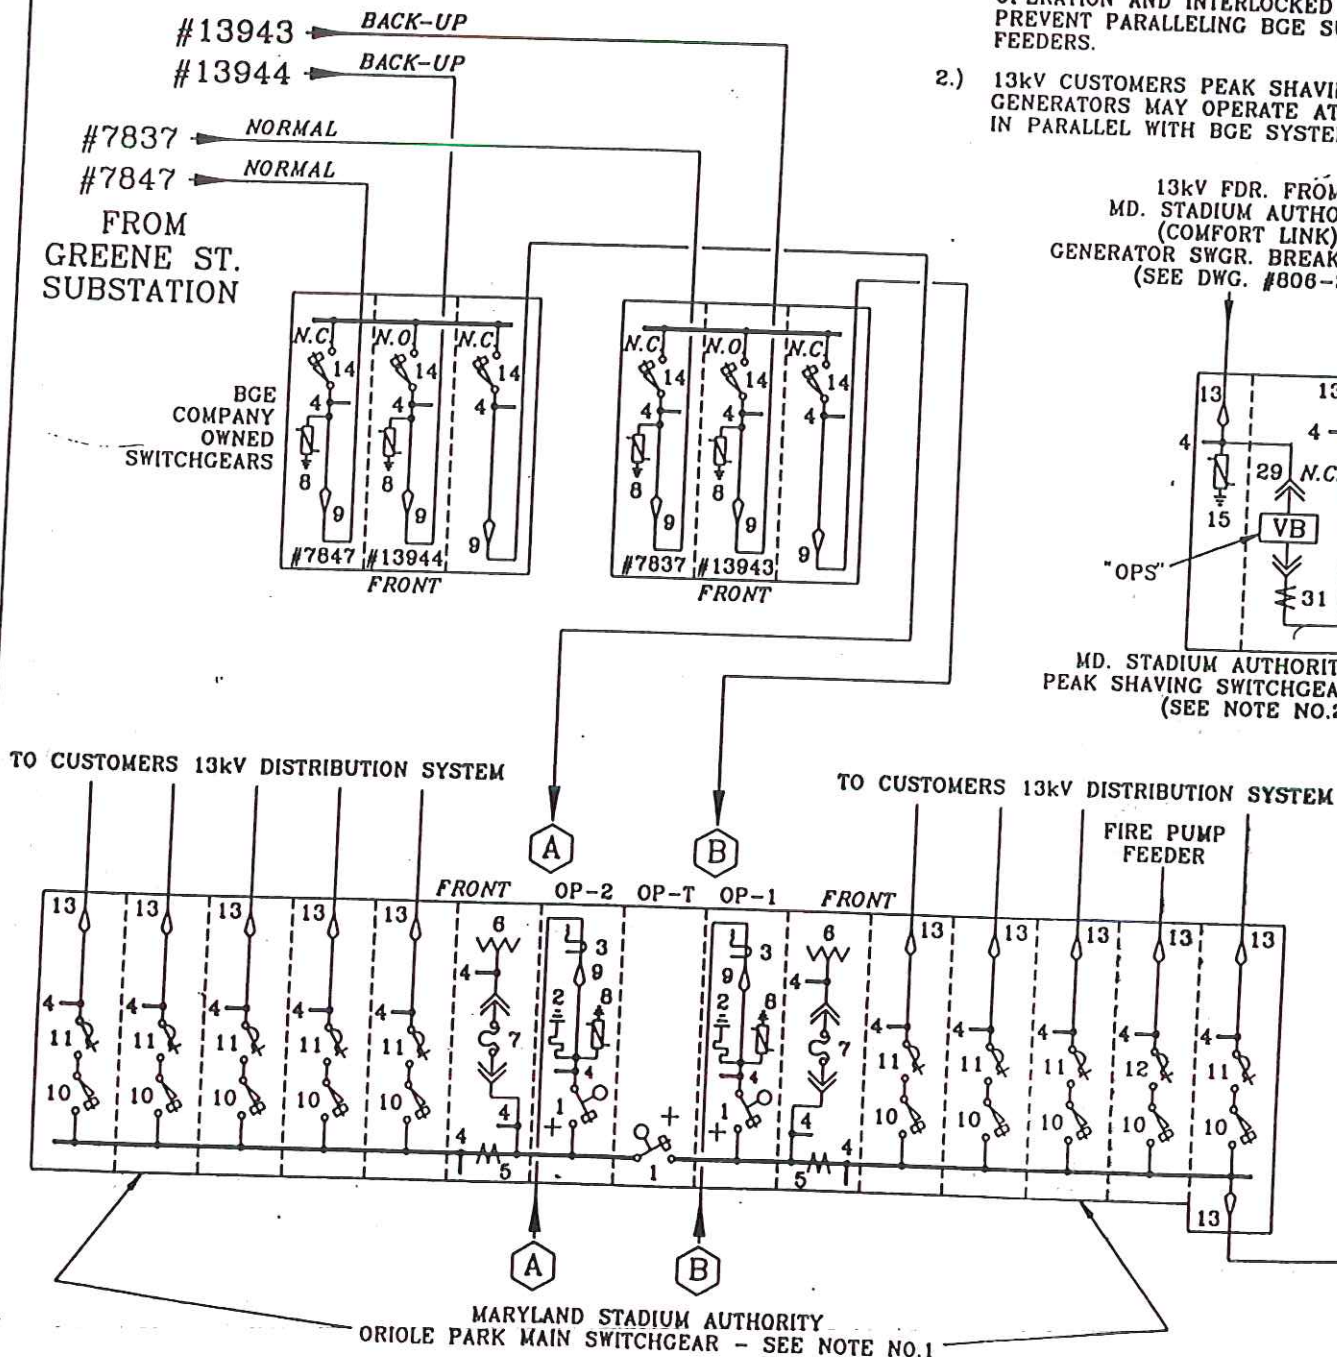 OPERATION AND INTERLOCKED
PREVENT PARALLELING BGE
FEEDERS.
2.) 13kV CUSTOMERS PEAK
GENERATORS MAY OPERATE AT
IN PARALLEL WITH BGE
#13943 BACK-UP
#13944 BACK-UP
#7837 NORMAL
#7847 NORMAL
FROM
GREENE ST.
SUBSTATION
13kV FDR. FROM
MD. STADIUM
(COMFORT LINK)
GENERATOR SWGR.
(SEE DWG. #806-
BGE
COMPANY
OWNED
SWITCHGEARS
N.C. N.O N.C.
14 14 14
4 4 4
8 8
9 9 9
#7847 #13944
FRONT
N.C. N.O N.C.
14 14 14
4 4 4
8 8
9 9 9
#7837 #13943
FRONT
13 13
4 4
29 N.C.
15
VB
"OPS"
31
MD. STADIUM
PEAK SHAVING
(SEE NOTE NO.
TO CUSTOMERS 13kV DISTRIBUTION SYSTEM
TO CUSTOMERS 13kV DISTRIBUTION SYSTEM
FIRE PUMP
FEEDER
A B
FRONT OP-2 OP-T OP-1 FRONT
13 13 13 13 13 6 1 3 1 3 6 13 13 13 13 13
4 9 9 4
2 8 2 8
4 4 4 4 4 7 7 4 4 4 4 4
11 11 11 11 11 4 4 11 11 11 12 11
10 10 10 10 10 4 1 + + 1 4 10 10 10 10 10
4 + 4
5 1 5
13
A B
MARYLAND STADIUM AUTHORITY
ORIOLE PARK MAIN SWITCHGEAR - SEE NOTE NO.1